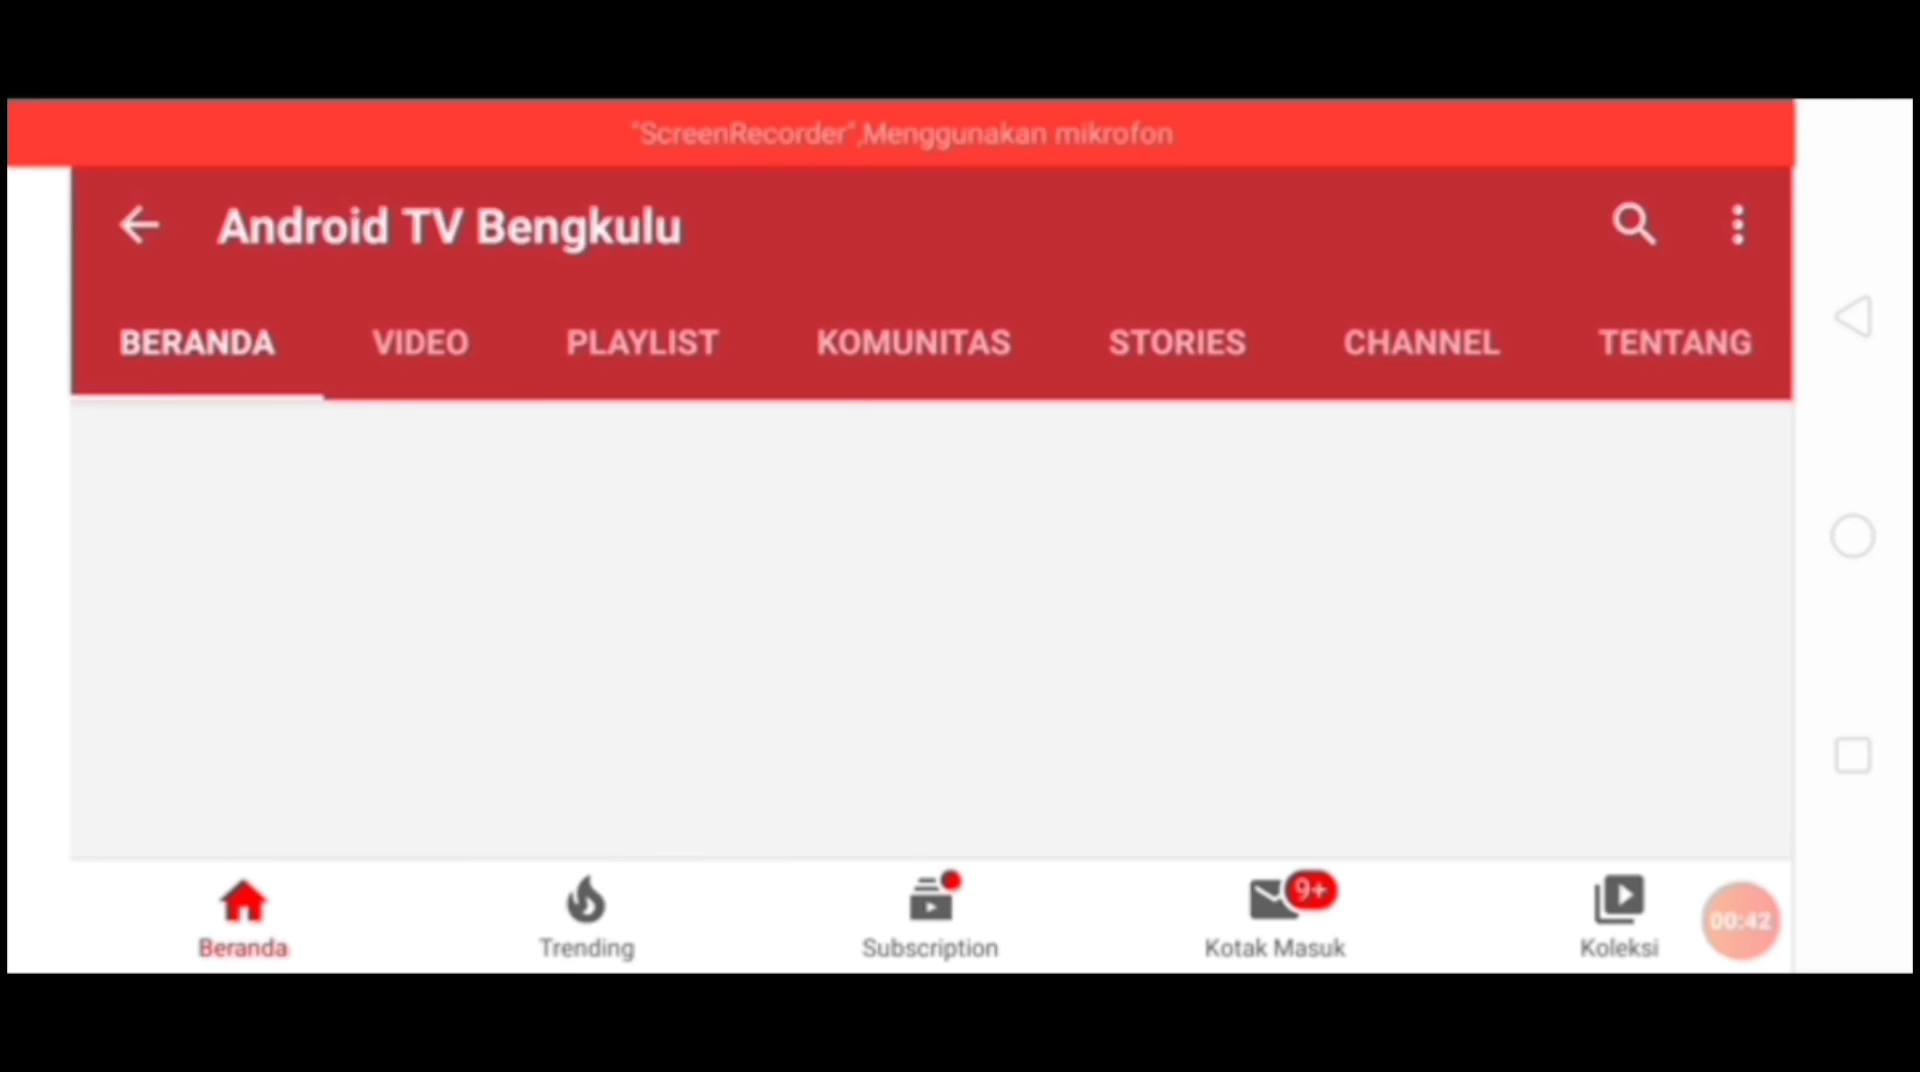 "ScreenRecorder",Menggunakan mikrofon
Android TV Bengkulu
BERANDA VIDEO PLAYLIST KOMUNITAS STORIES CHANNEL TENTANG
9+
Beranda Trending Subscription Kotak Masuk Koleksi
00:42